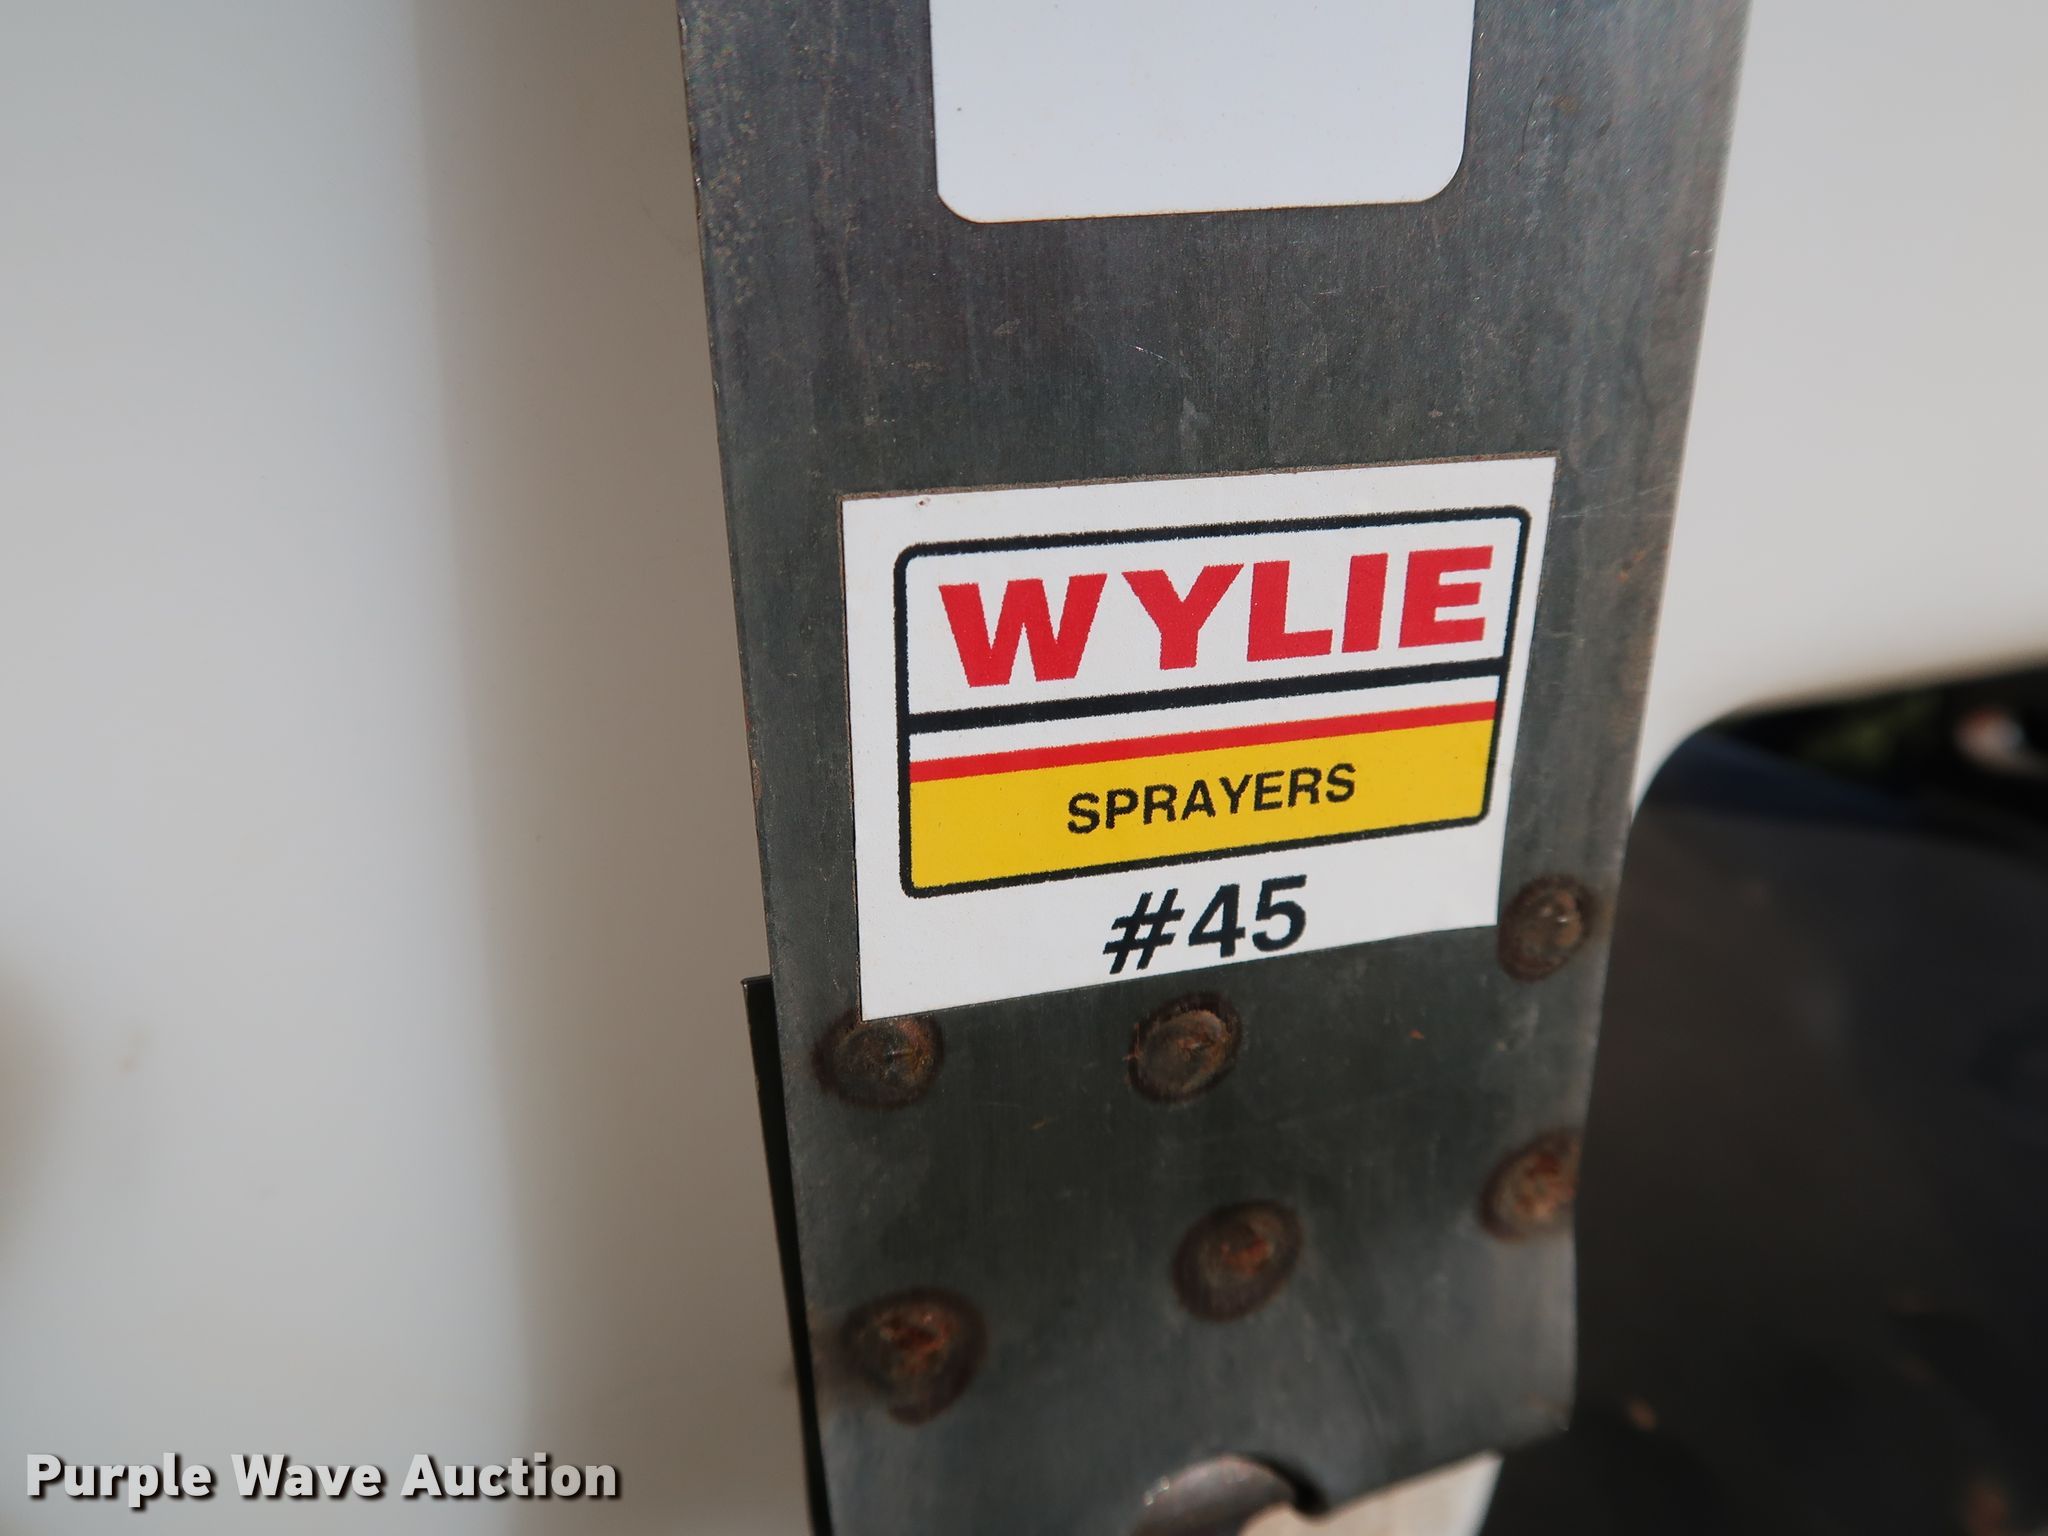 WYLIE
SPRAYERS
#45
Purple Wave Auction